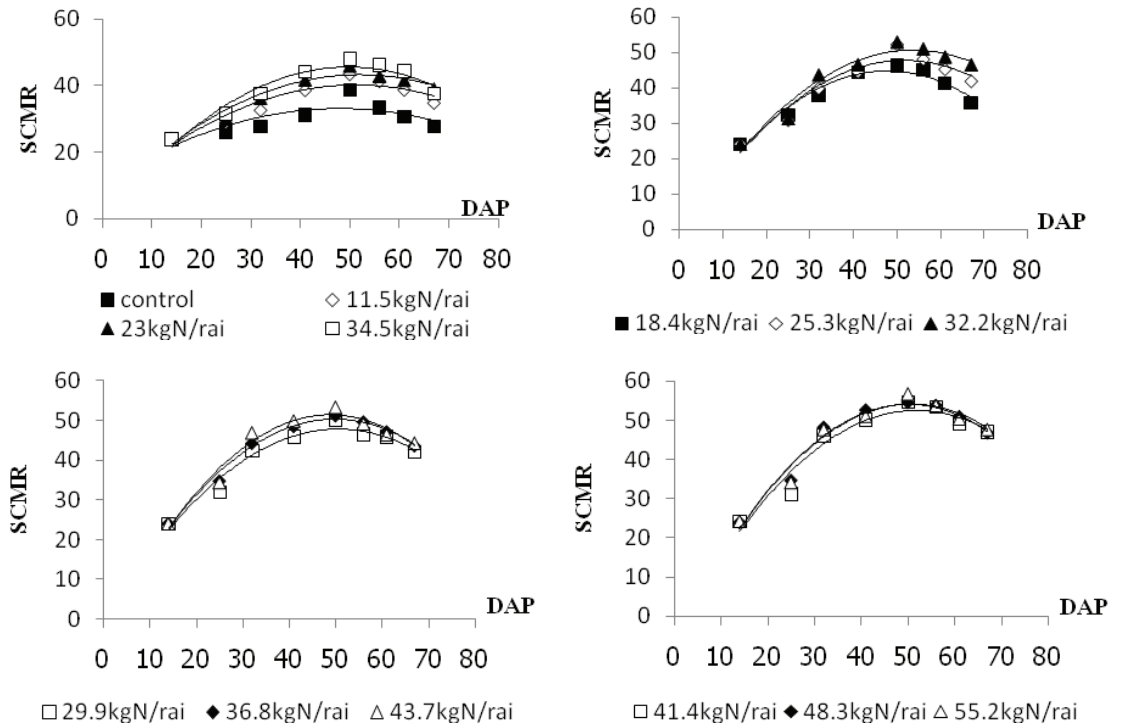 60
40
20
0
SCMR
DAP
0 10 20 30 40 50 60 70 80
control 11.5kgN/rai
23kgN/rai 34.5kgN/rai
60
50
40
30
20
10
0
SCMR
DAP
0 10 20 30 40 50 60 70 80
18.4kgN/rai 25.3kgN/rai 32.2kgN/rai
60
50
40
30
20
10
0
SCMR
DAP
0 10 20 30 40 50 60 70 80
29.9kgN/rai 36.8kgN/rai 43.7kgN/rai
60
50
40
30
20
10
0
SCMR
DAP
0 10 20 30 40 50 60 70 80
41.4kgN/rai 48.3kgN/rai 55.2kgN/rai